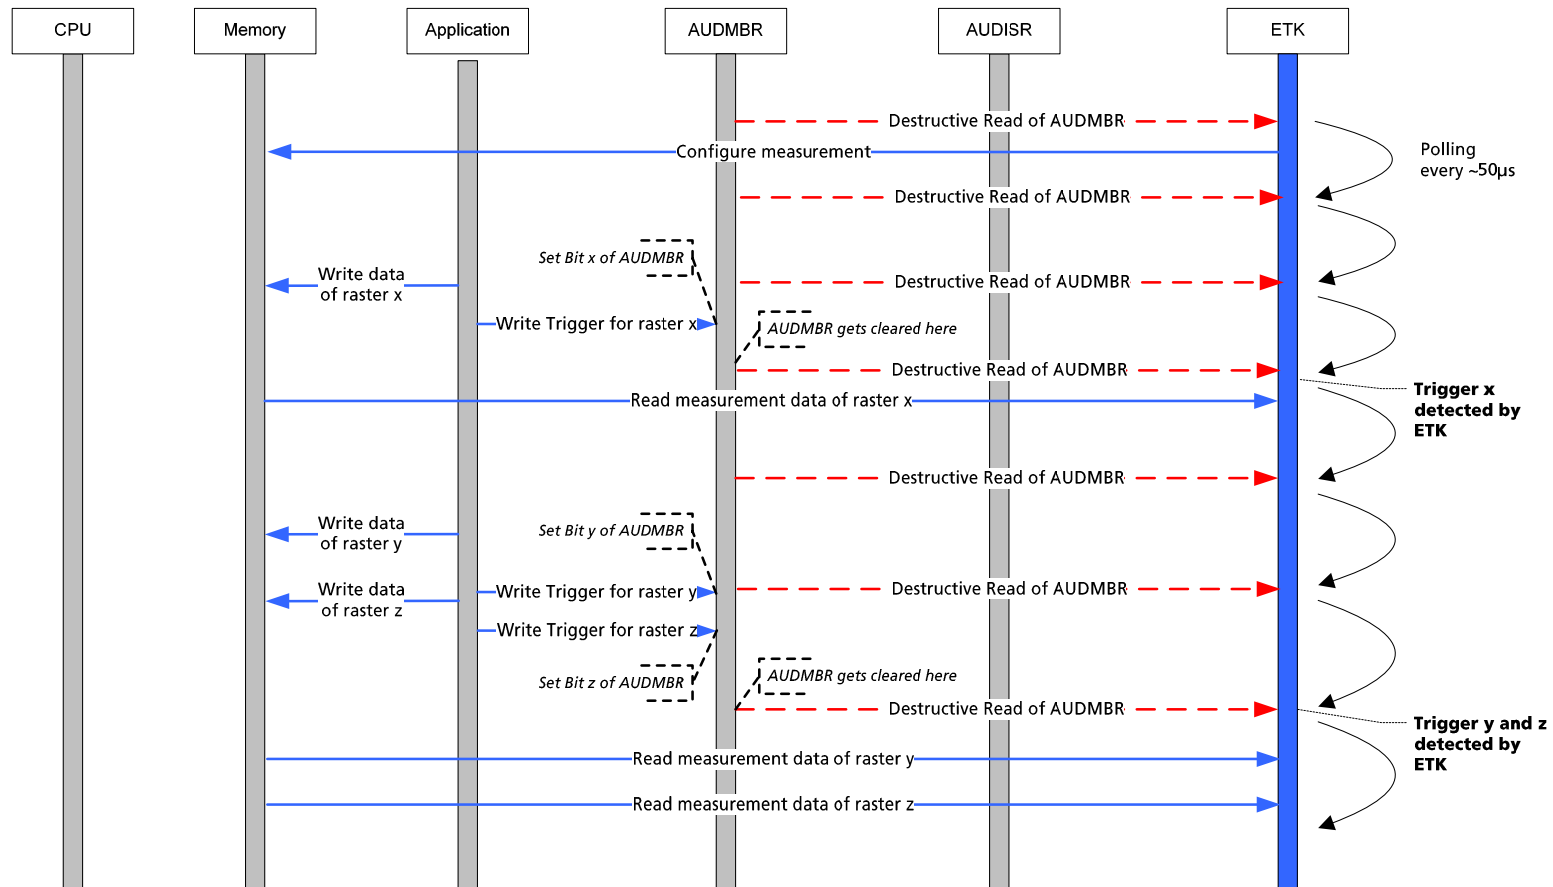 CPU
Memory
Application
AUDMBR
AUDISR
ETK
Destructive Read of AUDMBR
Configure measurement
Polling
every ~50µs
Destructive Read of AUDMBR
Set Bit x of AUDMBR
Write data
of raster x
Destructive Read of AUDMBR
Write Trigger for raster x
AUDMBR gets cleared here
Destructive Read of AUDMBR
Trigger x
detected by
ETK
Read measurement data of raster x
Destructive Read of AUDMBR
Write data
of raster y
Set Bit y of AUDMBR
Write data
of raster z
Write Trigger for raster y
Destructive Read of AUDMBR
Write Trigger for raster z
Set Bit z of AUDMBR
AUDMBR gets cleared here
Destructive Read of AUDMBR
Trigger y and z
detected by
ETK
Read measurement data of raster y
Read measurement data of raster z